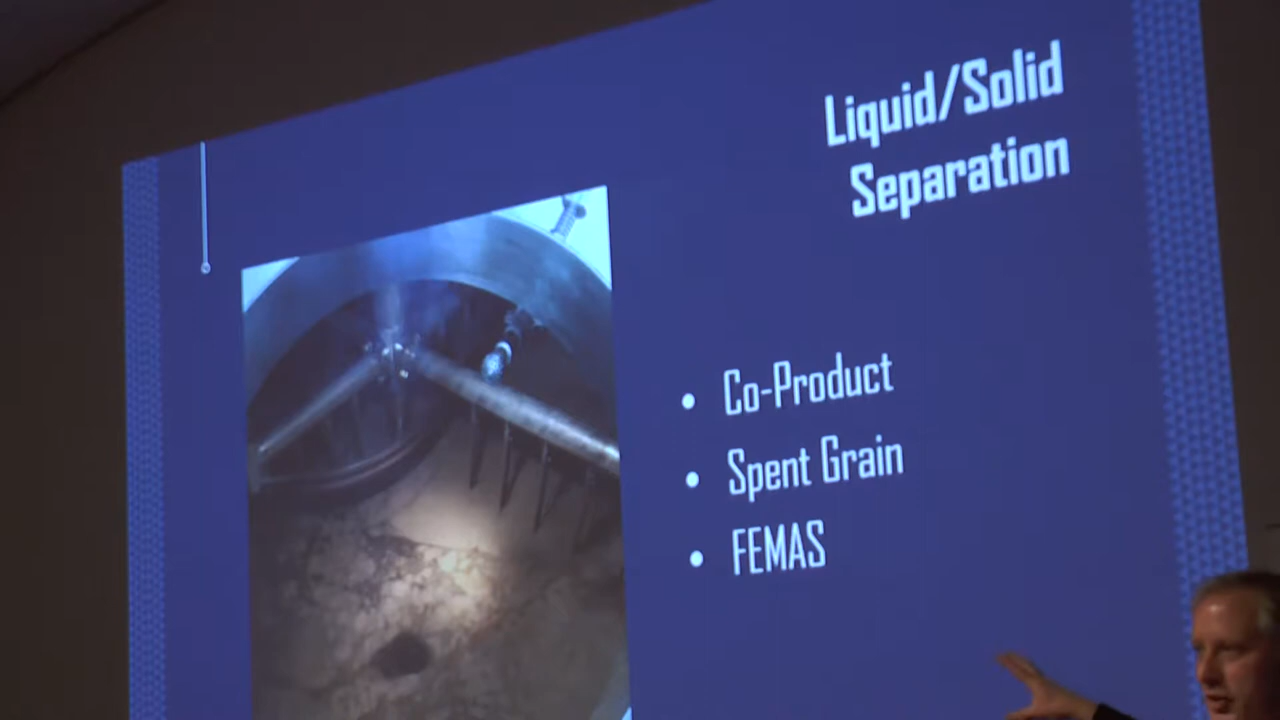 Liquid/Solid
Separation
• Co-Product
• Spent Grain
• FEMAS